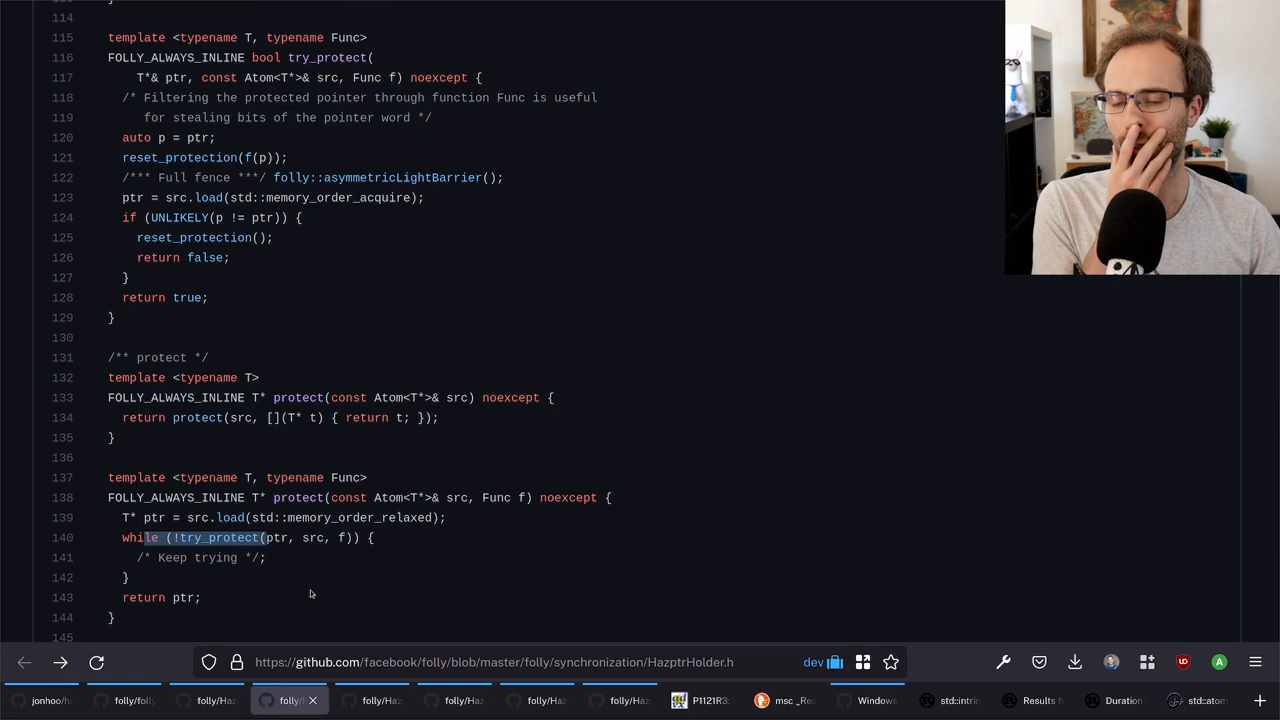 114
115 template <typename T, typename Func>
116 FOLLY_ALWAYS_INLINE bool try_protect(
117 T*& ptr, const Atom<T*>& src, Func f) noexcept {
118 /* Filtering the protected pointer through function Func is useful
119 for stealing bits of the pointer word */
120 auto p = ptr;
121 reset_protection(f(p));
122 /*** Full fence ***/ folly::asymmetricLightBarrier();
123 ptr = src.load(std::memory_order_acquire);
124 if (UNLIKELY(p != ptr)) {
125 reset_protection();
126 return false;
127 }
128 return true;
129 }
130
131 /** protect */
132 template <typename T>
133 FOLLY_ALWAYS_INLINE T* protect(const Atom<T*>& src) noexcept {
134 return protect(src, [](T* t) { return t; });
135 }
136
137 template <typename T, typename Func>
138 FOLLY_ALWAYS_INLINE T* protect(const Atom<T*>& src, Func f) noexcept {
139 T* ptr = src.load(std::memory_order_relaxed);
140 while (!try_protect(ptr, src, f)) {
141 /* Keep trying */;
142 }
143 return ptr;
144 }
145
https://github.com/facebook/folly/blob/master/folly/synchronization/HazptrHolder.h dev A
jonhoo/h folly/foll folly/Haz folly/ folly/Haz folly/Haz folly/Haz folly/Haz P1121R3: msc _Rea Windows std::intrin Results f Duration std::atom